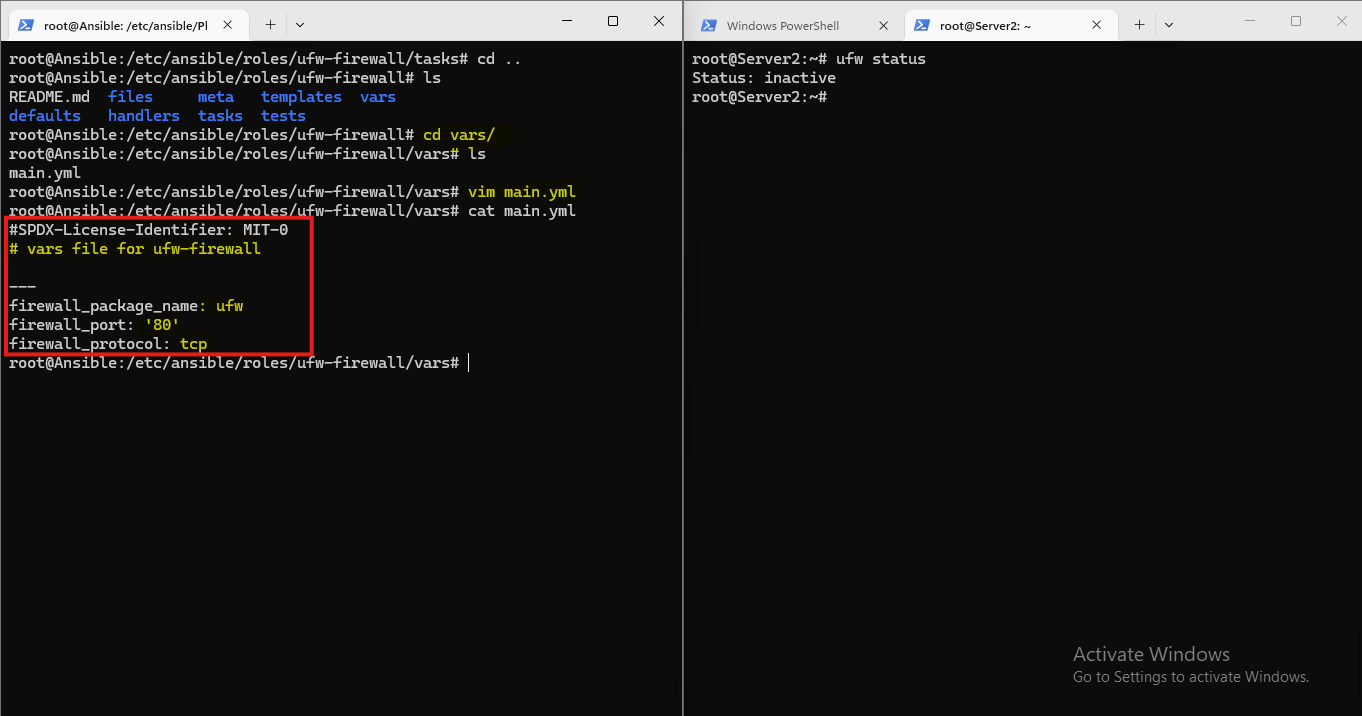 root@Ansible: /etc/ansible/Pl
root@Ansible:/etc/ansible/roles/ufw-firewall/tasks# cd ..
root@Ansible:/etc/ansible/roles/ufw-firewall# ls
README.md  files     meta   templates  vars
defaults   handlers  tasks  tests
root@Ansible:/etc/ansible/roles/ufw-firewall# cd vars/
root@Ansible:/etc/ansible/roles/ufw-firewall/vars# ls
main.yml
root@Ansible:/etc/ansible/roles/ufw-firewall/vars# vim main.yml
root@Ansible:/etc/ansible/roles/ufw-firewall/vars# cat main.yml
#SPDX-License-Identifier: MIT-0
# vars file for ufw-firewall
---
firewall_package_name: ufw
firewall_port: '80'
firewall_protocol: tcp
root@Ansible:/etc/ansible/roles/ufw-firewall/vars#
Windows PowerShell
root@Server2: ~
root@Server2:~# ufw status
Status: inactive
root@Server2:~#
Activate Windows
Go to Settings to activate Windows.